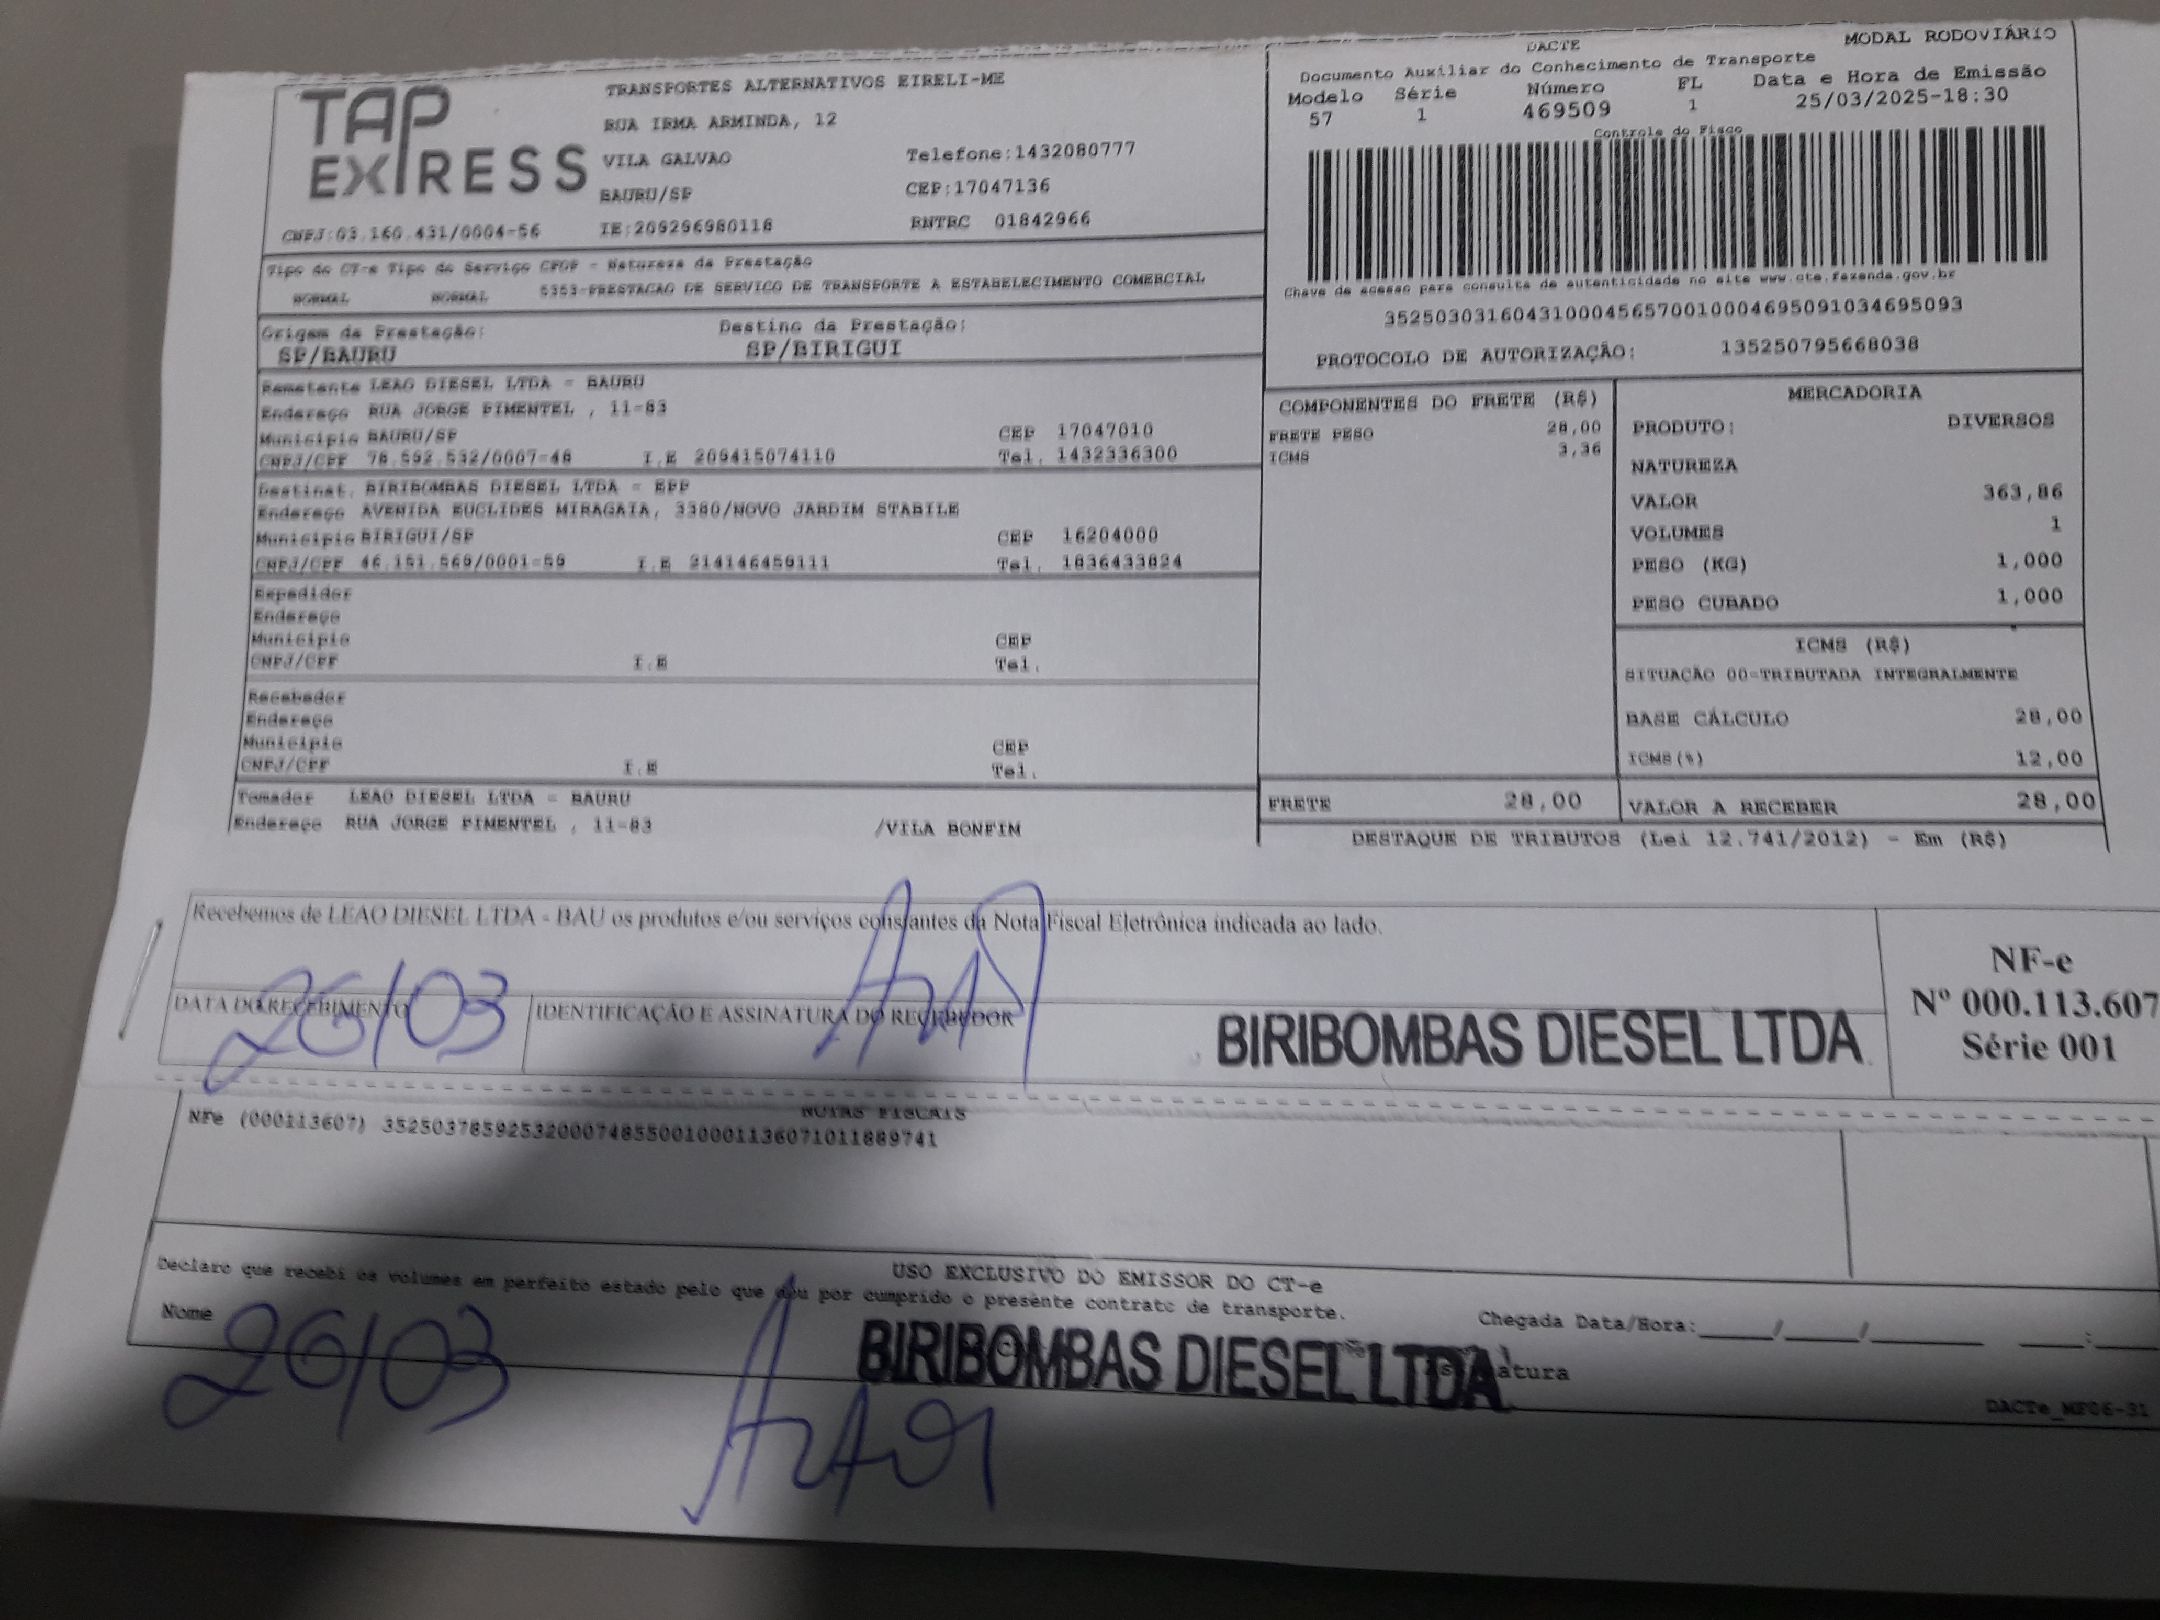 TAP EXPRESS
TRANSPORTES ALTERNATIVOS EIRELI-ME
RUA IRMA ARMINDA, 12
VILA GALVAO Telefone:1432080777
BAURU/SP CEP:17047136
CNPJ:03.160.431/0004-56 IE:209296980118 RNTRC 01842966
DACTE MODAL RODOVIÁRIO
Documento Auxiliar do Conhecimento de Transporte
Modelo Série Número FL Data e Hora de Emissão
57 1 469509 1 25/03/2025-18:30
Controle do Fisco
Chave de acesso para consulta de autenticidade no site www.cte.fazenda.gov.br
35250303160431000456570010004695091034695093
PROTOCOLO DE AUTORIZAÇÃO: 135250795668038
Tipo do CT-e Tipo do Serviço CFOP - Natureza da Prestação
NORMAL NORMAL 5353-PRESTACAO DE SERVICO DE TRANSPORTE A ESTABELECIMENTO COMERCIAL
Origem da Prestação: Destino da Prestação:
SP/BAURU SP/BIRIGUI
Remetente LEAO DIESEL LTDA - BAURU
Endereço RUA JORGE PIMENTEL , 11-83
Município BAURU/SP CEP 17047010
CNPJ/CPF 78.592.532/0007-48 I.E 209415074110 Tel. 1432336300
Destinat. BIRIBOMBAS DIESEL LTDA - EPP
Endereço AVENIDA EUCLIDES MIRAGAIA, 3380/NOVO JARDIM STABILE
Município BIRIGUI/SP CEP 16204000
CNPJ/CPF 46.151.569/0001-59 I.E 214146459111 Tel. 1836433824
Expedidor
Endereço
Município CEP
CNPJ/CPF I.E Tel.
Recebedor
Endereço
Município CEP
CNPJ/CPF I.E Tel.
Tomador LEAO DIESEL LTDA - BAURU
Endereço RUA JORGE PIMENTEL , 11-83 /VILA BONFIM
COMPONENTES DO FRETE (R$)
FRETE PESO 28,00
ICMS 3,36
FRETE 28,00
MERCADORIA
PRODUTO: DIVERSOS
NATUREZA
VALOR 363,86
VOLUMES 1
PESO (KG) 1,000
PESO CUBADO 1,000
ICMS (R$)
SITUACÃO 00-TRIBUTADA INTEGRALMENTE
BASE CÁLCULO 28,00
ICMS(%) 12,00
VALOR A RECEBER 28,00
DESTAQUE DE TRIBUTOS (Lei 12.741/2012) - Em (R$)
Recebemos de LEAO DIESEL LTDA - BAU os produtos e/ou serviços constantes da Nota Fiscal Eletrônica indicada ao lado.
DATA DO RECEBIMENTO IDENTIFICAÇÃO E ASSINATURA DO RECEBEDOR
26/03
BIRIBOMBAS DIESEL LTDA
NF-e
Nº 000.113.607
Série 001
NOTAS FISCAIS
NFe (000113607) 35250378592532000748550010001136071011889741
USO EXCLUSIVO DO EMISSOR DO CT-e
Declaro que recebi os volumes em perfeito estado pelo que dou por cumprido o presente contrato de transporte.
Nome Chegada Data/Hora:_____/_____/_______ ____:____
26/03
BIRIBOMBAS DIESEL LTDA
DACTe_MF06-31